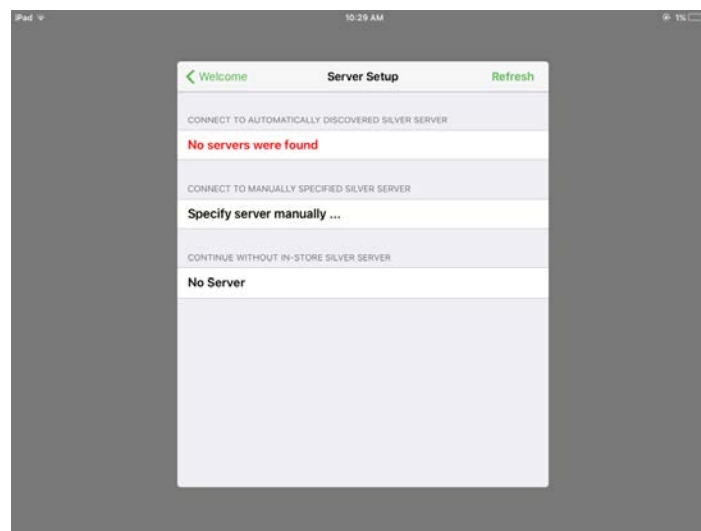 iPad
10:29 AM
1%
Welcome
Server Setup
Refresh
CONNECT TO AUTOMATICALLY DISCOVERED SILVER SERVER
No servers were found
CONNECT TO MANUALLY SPECIFIED SILVER SERVER
Specify server manually ...
CONTINUE WITHOUT IN-STORE SILVER SERVER
No Server